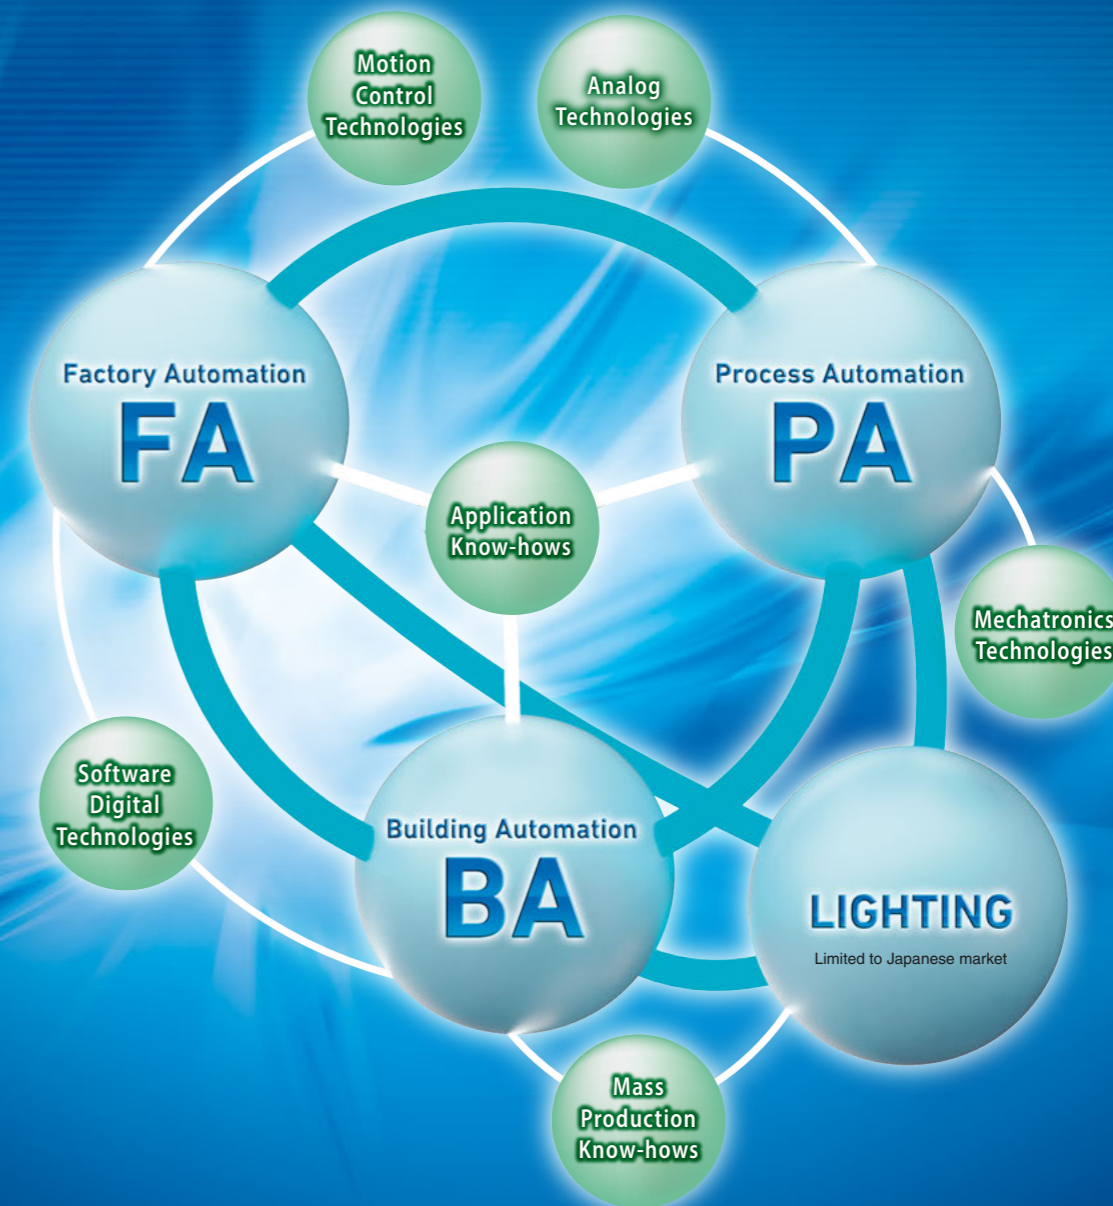 Motion
Control
Technologies
Analog
Technologies
Factory Automation
FA
Process Automation
PA
Application
Know-hows
Mechatronics
Technologies
Software
Digital
Technologies
Building Automation
BA
LIGHTING
Limited to Japanese market
Mass
Production
Know-hows